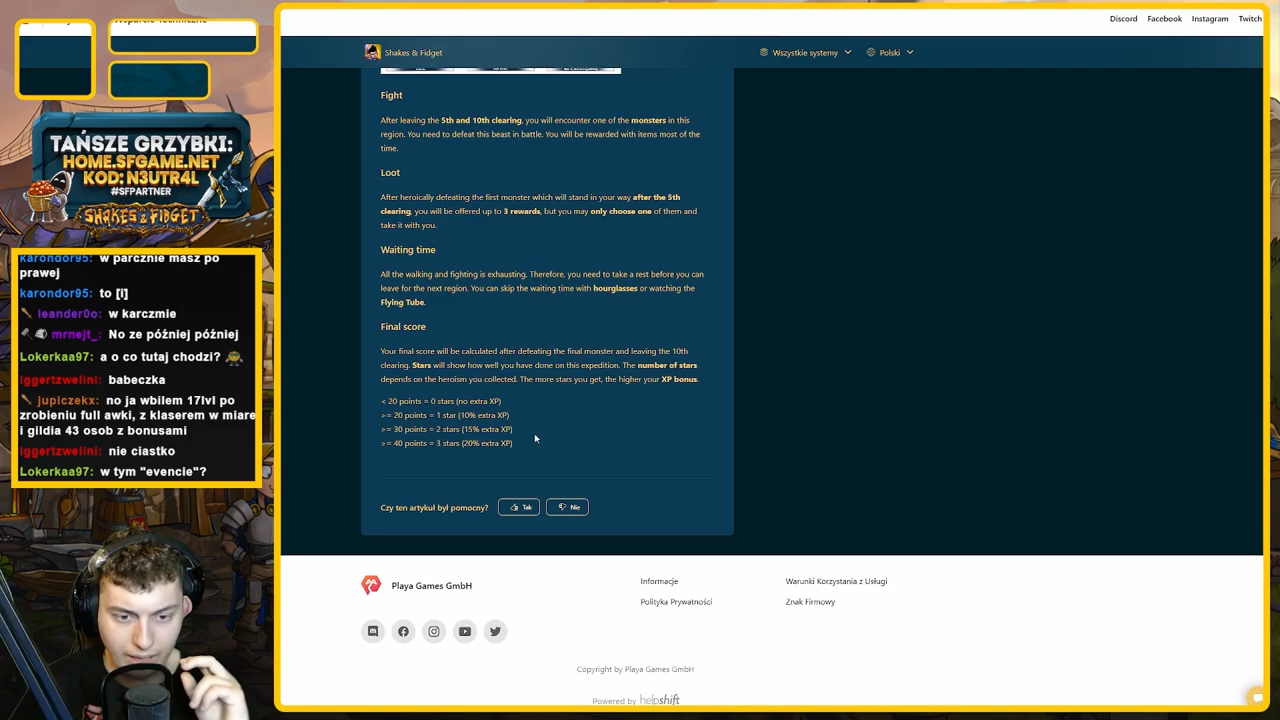 Discord Facebook Instagram Twitch
Shakes & Fidget
Wszystkie systemy
Polski
TAŃSZE GRZYBKI:
HOME.SFGAME.NET
KOD: N3UTR4L
#SFPARTNER
SHAKES & FIDGET
karondor95: w parcznie masz po
prawej
karondor95: to [i]
leander0o: w karczmie
mrnejt_: No ze później później
Lokerkaa97: a o co tutaj chodzi?
iggertzwelini: babeczka
jupiczekx: no ja wbilem 17lvl po
zrobieniu full awki, z klaserem w miare
i gildia 43 osob z bonusami
iggertzwelini: nie ciastko
Lokerkaa97: w tym "evencie"?
Fight
After leaving the 5th and 10th clearing, you will encounter one of the monsters in this
region. You need to defeat this beast in battle. You will be rewarded with items most of the
time.
Loot
After heroically defeating the first monster which will stand in your way after the 5th
clearing, you will be offered up to 3 rewards, but you may only choose one of them and
take it with you.
Waiting time
All the walking and fighting is exhausting. Therefore, you need to take a rest before you can
leave for the next region. You can skip the waiting time with hourglasses or watching the
Flying Tube.
Final score
Your final score will be calculated after defeating the final monster and leaving the 10th
clearing. Stars will show how well you have done on this expedition. The number of stars
depends on the heroism you collected. The more stars you get, the higher your XP bonus.
< 20 points = 0 stars (no extra XP)
>= 20 points = 1 star (10% extra XP)
>= 30 points = 2 stars (15% extra XP)
>= 40 points = 3 stars (20% extra XP)
Czy ten artykuł był pomocny?
Tak
Nie
Playa Games GmbH
Informacje
Warunki Korzystania z Usługi
Polityka Prywatności
Znak Firmowy
Copyright by Playa Games GmbH
Powered by helpshift